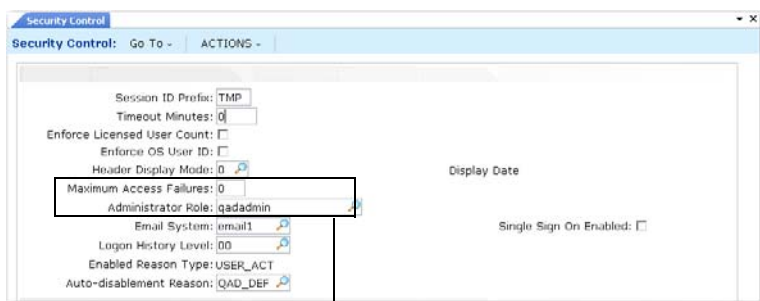 Security Control
Security Control: Go To ACTIONS
Session ID Prefix: TMP
Timeout Minutes: 0
Enforce Licensed User Count:
Enforce OS User ID:
Header Display Mode: 0 Display Date
Maximum Access Failures: 0
Administrator Role: qadadmin
Email System: email1 Single Sign On Enabled:
Logon History Level: 00
Enabled Reason Type: USER_ACT
Auto-disablement Reason: QAD_DEF